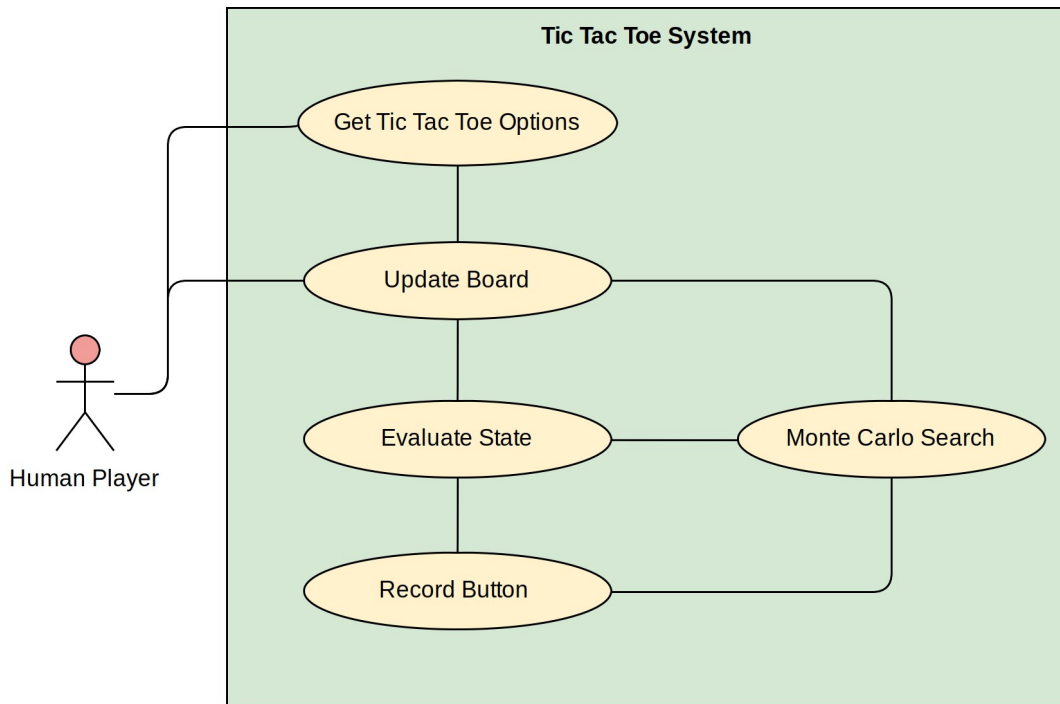 Tic Tac Toe System
Get Tic Tac Toe Options
Update Board
Evaluate State
Monte Carlo Search
Human Player
Record Button